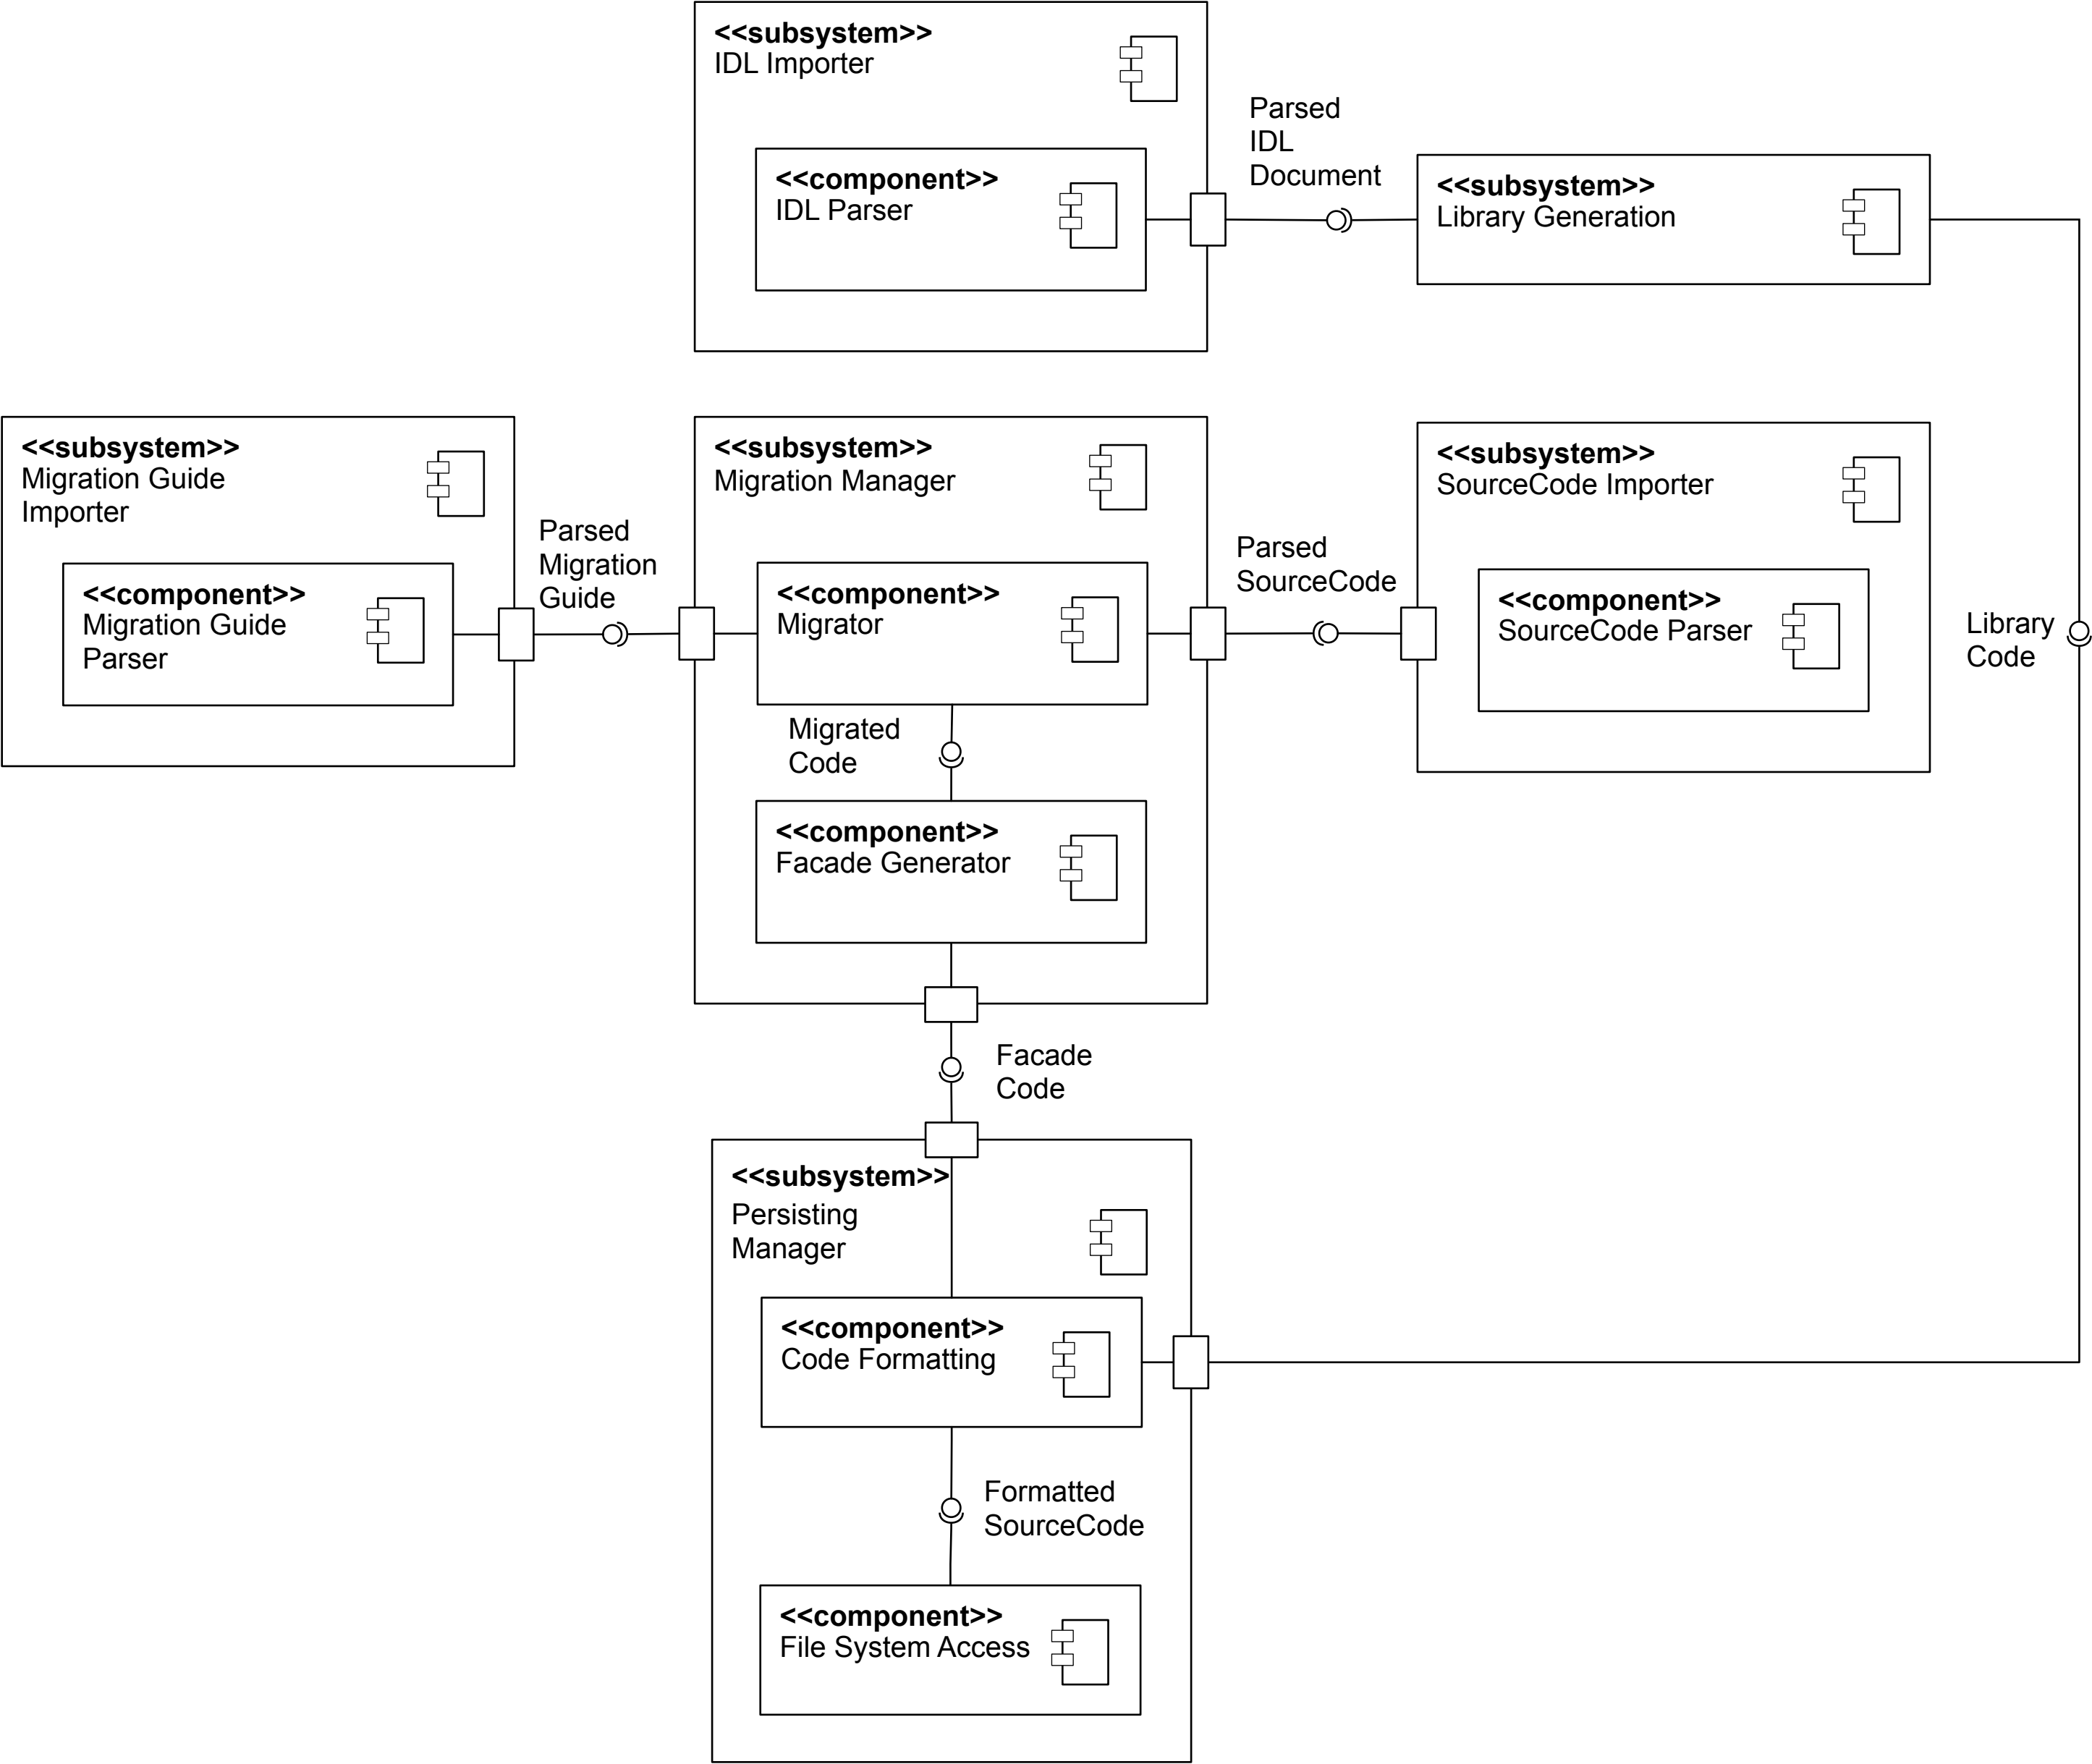 <<subsystem>>
IDL Importer
<<component>>
IDL Parser
Parsed
IDL
Document
<<subsystem>>
Library Generation
<<subsystem>>
Migration Guide
Importer
<<component>>
Migration Guide
Parser
Parsed
Migration
Guide
<<subsystem>>
Migration Manager
<<component>>
Migrator
Parsed
SourceCode
<<subsystem>>
SourceCode Importer
<<component>>
SourceCode Parser
Library
Code
Migrated
Code
<<component>>
Facade Generator
Facade
Code
<<subsystem>>
Persisting
Manager
<<component>>
Code Formatting
Formatted
SourceCode
<<component>>
File System Access